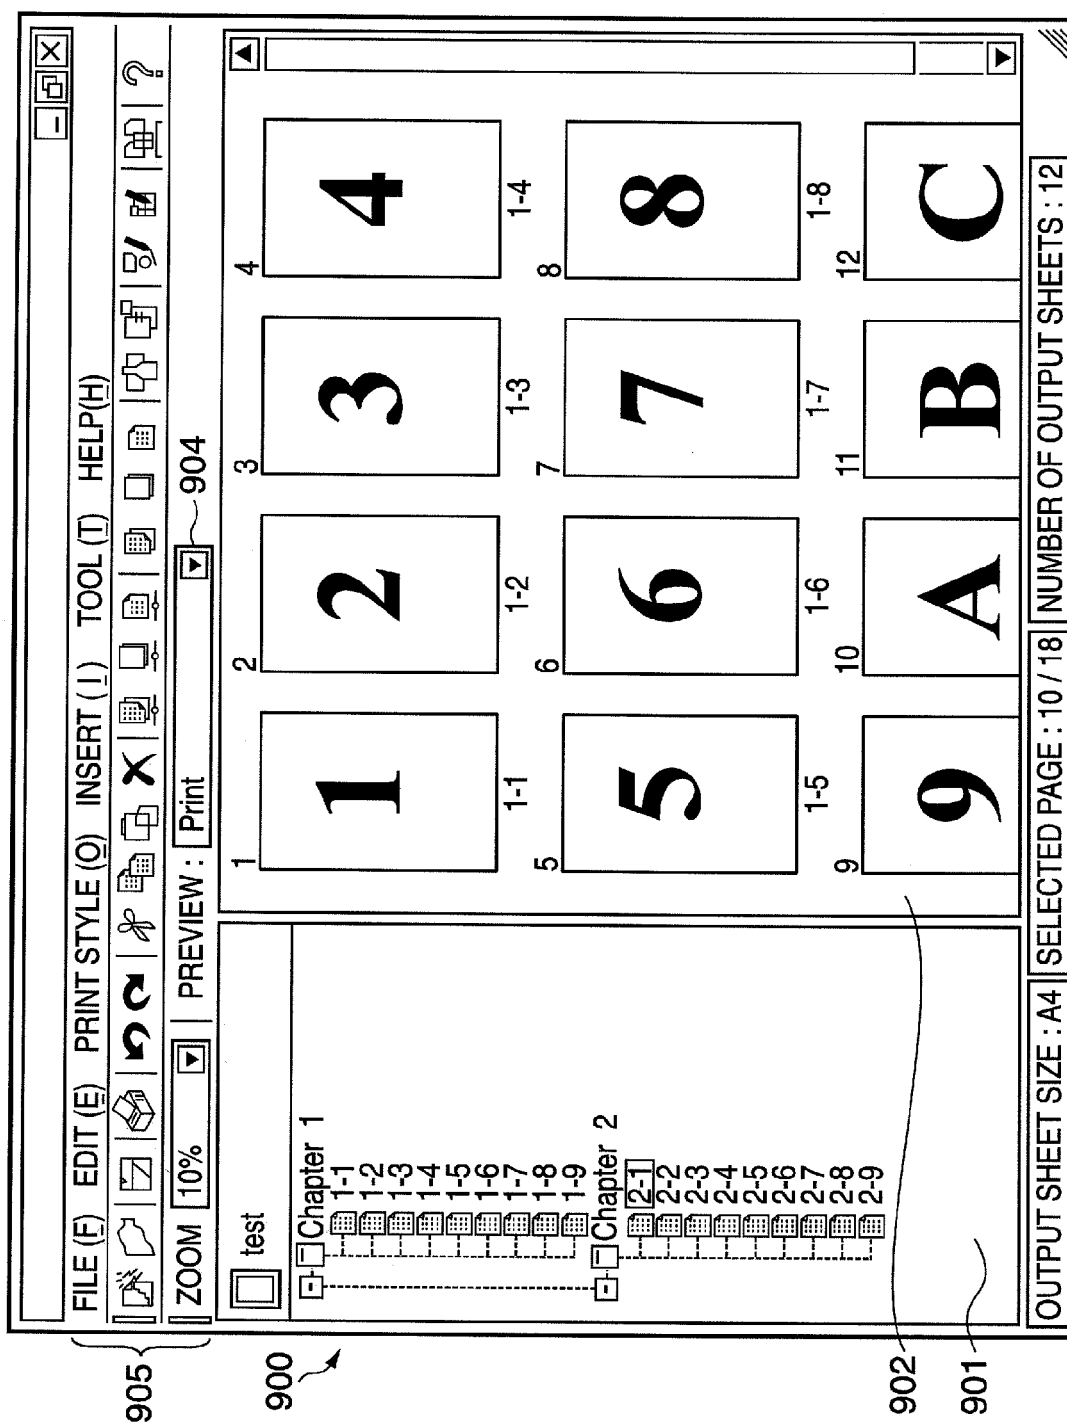 FILE (F) EDIT (E) PRINT STYLE (O) INSERT (I) TOOL (T) HELP(H)
?
905
ZOOM 10% PREVIEW : Print
904
900
test
Chapter 1
1-1
1-2
1-3
1-4
1-5
1-6
1-7
1-8
1-9
Chapter 2
2-1
2-2
2-3
2-4
2-5
2-6
2-7
2-8
2-9
1 2 3 4
1 2 3 4
1-1 1-2 1-3 1-4
5 6 7 8
5 6 7 8
1-5 1-6 1-7 1-8
9 10 11 12
9 A B C
902
901
OUTPUT SHEET SIZE : A4 SELECTED PAGE : 10 / 18 NUMBER OF OUTPUT SHEETS : 12